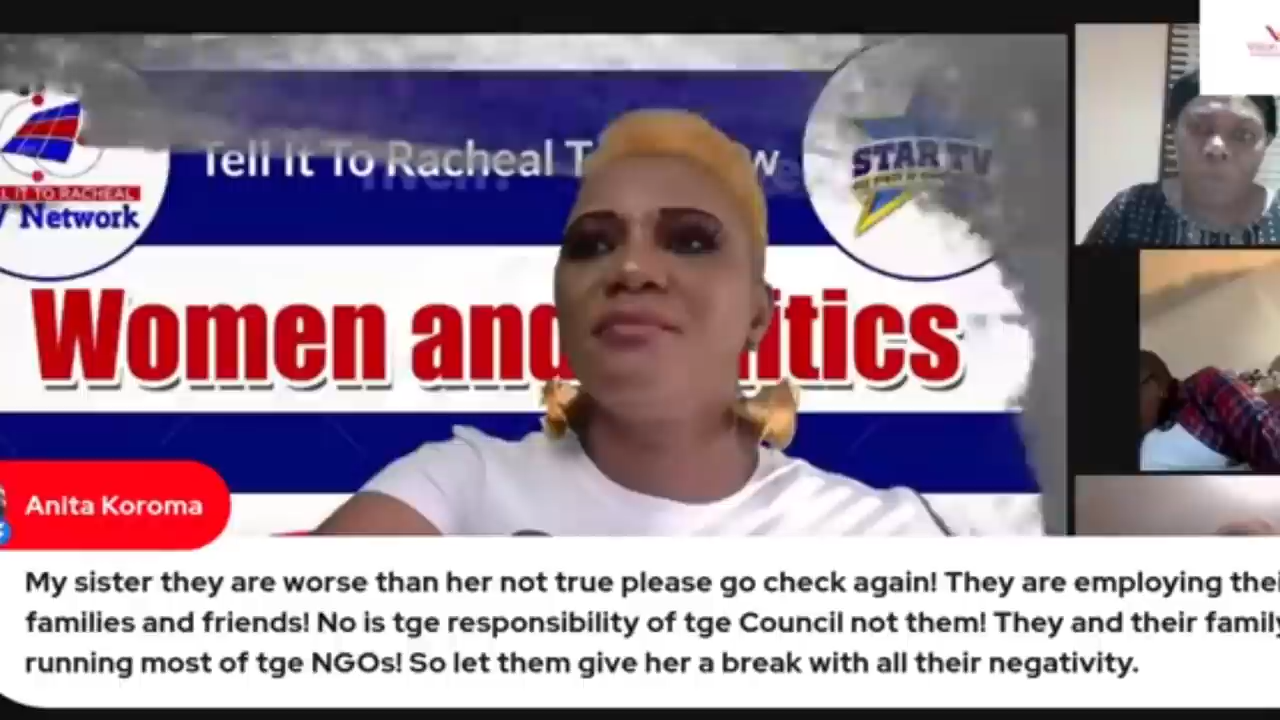 Tell It To Racheal T w
STAR TV
L IT TO RACHEAL
V Network
Women and itics
Anita Koroma
My sister they are worse than her not true please go check again! They are employing thei
families and friends! No is tge responsibility of tge Council not them! They and their family
running most of tge NGOs! So let them give her a break with all their negativity.